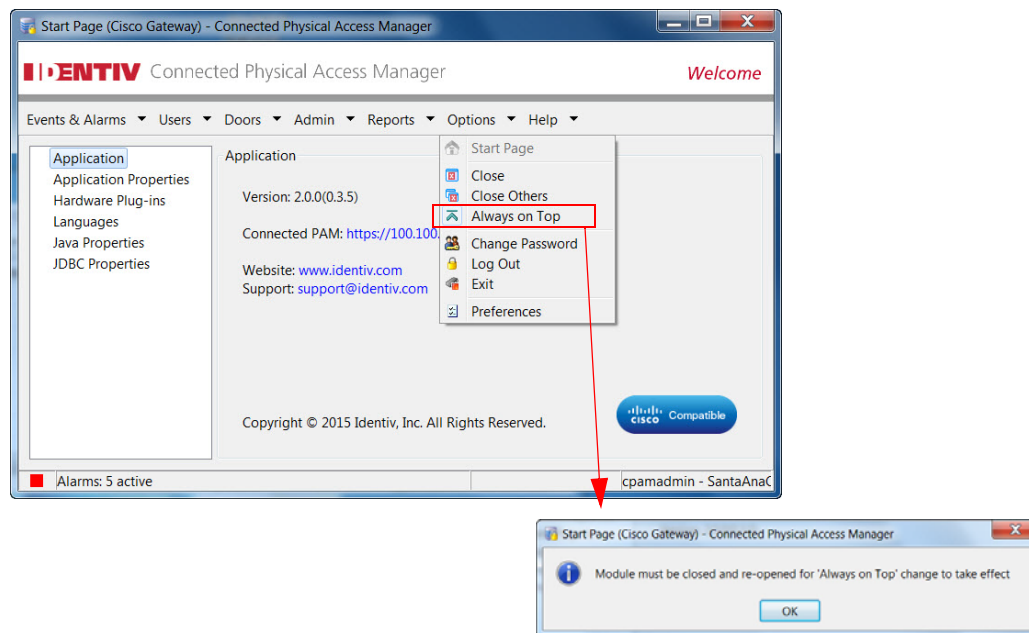 Start Page (Cisco Gateway) - Connected Physical Access Manager
IDENTIV Connected Physical Access Manager
Welcome
Events & Alarms Users Doors Admin Reports Options Help
Application
Application Properties
Hardware Plug-ins
Languages
Java Properties
JDBC Properties
Application
Version: 2.0.0(0.3.5)
Connected PAM: https://100.100.
Website: www.identiv.com
Support: support@identiv.com
Copyright © 2015 Identiv, Inc. All Rights Reserved.
Start Page
Close
Close Others
Always on Top
Change Password
Log Out
Exit
Preferences
cisco Compatible
Alarms: 5 active
cpamadmin - SantaAna
Start Page (Cisco Gateway) - Connected Physical Access Manager
Module must be closed and re-opened for 'Always on Top' change to take effect
OK